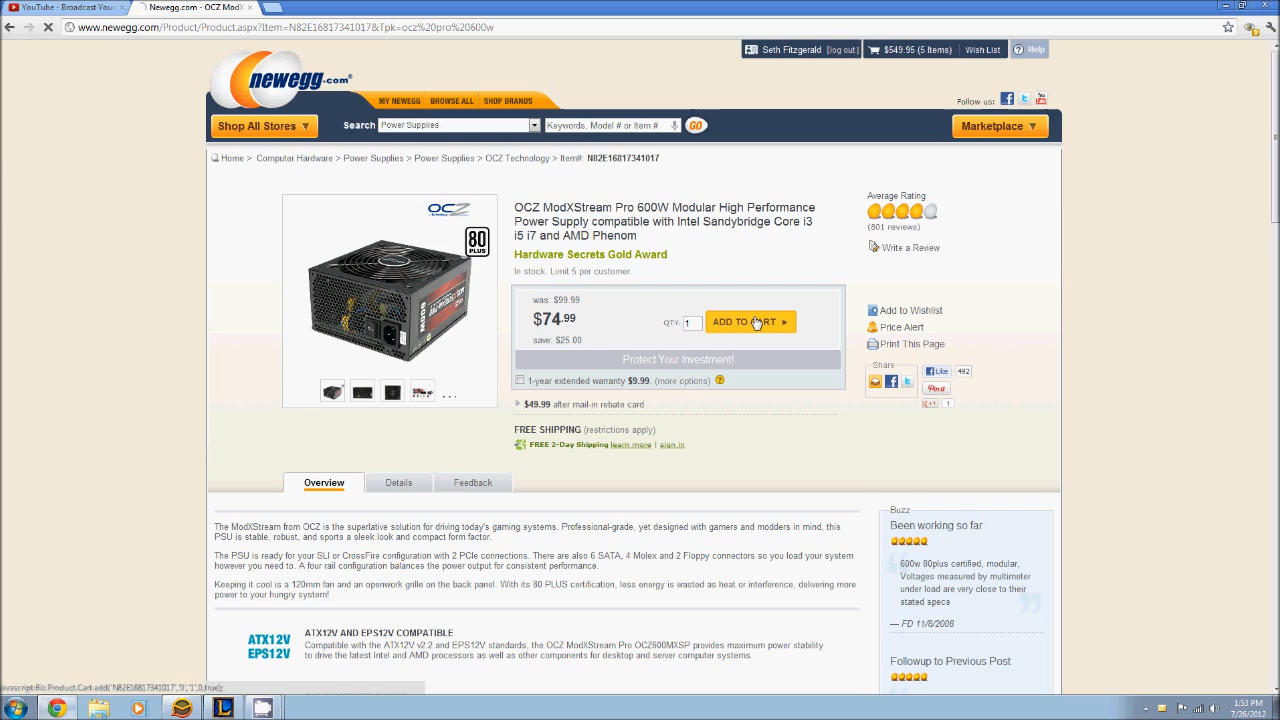 YouTube - Broadcast Your
Newegg.com - OCZ ModX
www.newegg.com/Product/Product.aspx?Item=N82E16817341017&Tpk=ocz%20pro%20600w
Seth Fitzgerald [log out]
$549.95 (5 Items)
Wish List
Help
newegg.com®
MY NEWEGG
BROWSE ALL
SHOP BRANDS
Follow us:
You Tube
Shop All Stores ▼
Search
Power Supplies
Keywords, Model # or Item #
GO
Marketplace ▼
Home > Computer Hardware > Power Supplies > Power Supplies > OCZ Technology > Item#: N82E16817341017
OCZ
Technology
80
PLUS
600W
OCZ ModXStream Pro 600W Modular High Performance
Power Supply compatible with Intel Sandybridge Core i3
i5 i7 and AMD Phenom
Hardware Secrets Gold Award
In stock. Limit 5 per customer.
was: $99.99
$74.99
save: $25.00
QTY. 1
ADD TO CART ►
Protect Your Investment!
1-year extended warranty $9.99 (more options) ?
$49.99 after mail-in rebate card
FREE SHIPPING (restrictions apply)
FREE 2-Day Shipping learn more | sign in
Average Rating
(801 reviews)
Write a Review
Add to Wishlist
Price Alert
Print This Page
Share
Like 492
Pin it
+1 1
. . .
Overview
Details
Feedback
The ModXStream from OCZ is the superlative solution for driving today's gaming systems. Professional-grade, yet designed with gamers and modders in mind, this
PSU is stable, robust, and sports a sleek look and compact form factor.
The PSU is ready for your SLI or CrossFire configuration with 2 PCIe connections. There are also 6 SATA, 4 Molex and 2 Floppy connectors so you load your system
however you need to. A four rail configuration balances the power output for consistent performance.
Keeping it cool is a 120mm fan and an openwork grille on the back panel. With its 80 PLUS certification, less energy is wasted as heat or interference, delivering more
power to your hungry system!
ATX12V
EPS12V
ATX12V AND EPS12V COMPATIBLE
Compatible with the ATX12V v2.2 and EPS12V standards, the OCZ ModXStream Pro OCZ600MXSP provides maximum power stability
to drive the latest Intel and AMD processors as well as other components for desktop and server computer systems.
Buzz
Been working so far
600w 80plus certified, modular,
Voltages measured by multimeter
under load are very close to their
stated specs
— FD 11/8/2008
Followup to Previous Post
javascript:Biz.Product.Cart.add('N82E16817341017','0','1',0,true);
1:53 PM
7/26/2012